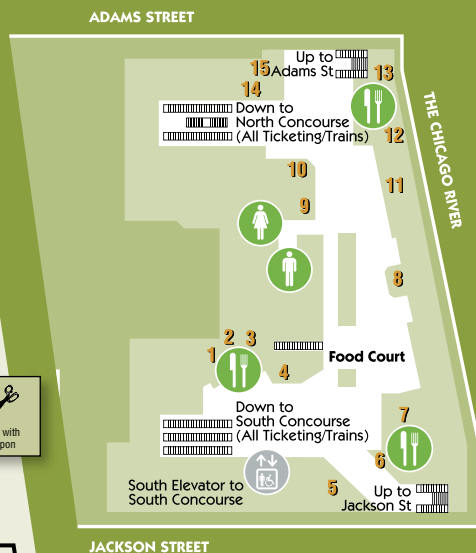 ADAMS STREET
Up to
Adams St
15
13
14
Down to
North Concourse
(All Ticketing/Trains)
12
THE CHICAGO RIVER
10
11
9
8
2
3
1
Food Court
4
Down to
South Concourse
(All Ticketing/Trains)
7
6
South Elevator to
South Concourse
5
Up to
Jackson St
with
pon
JACKSON STREET